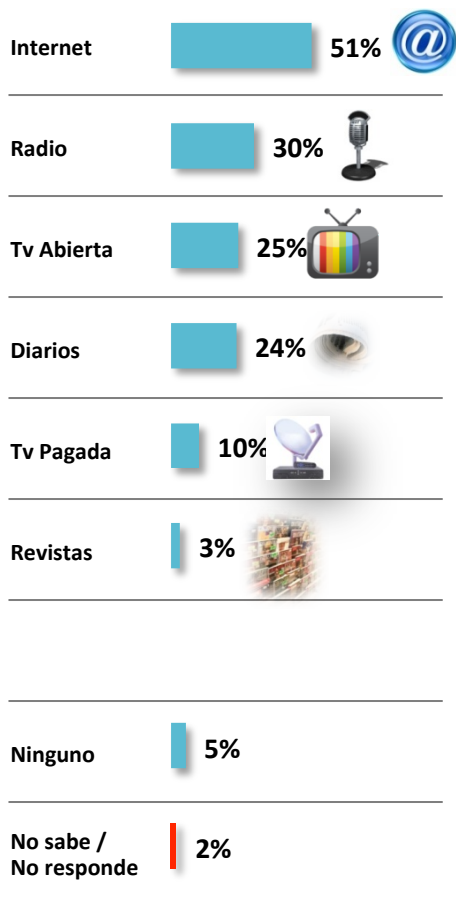 Internet 51%
Radio 30%
Tv Abierta 25%
Diarios 24%
Tv Pagada 10%
Revistas 3%
Ninguno 5%
No sabe /
No responde 2%